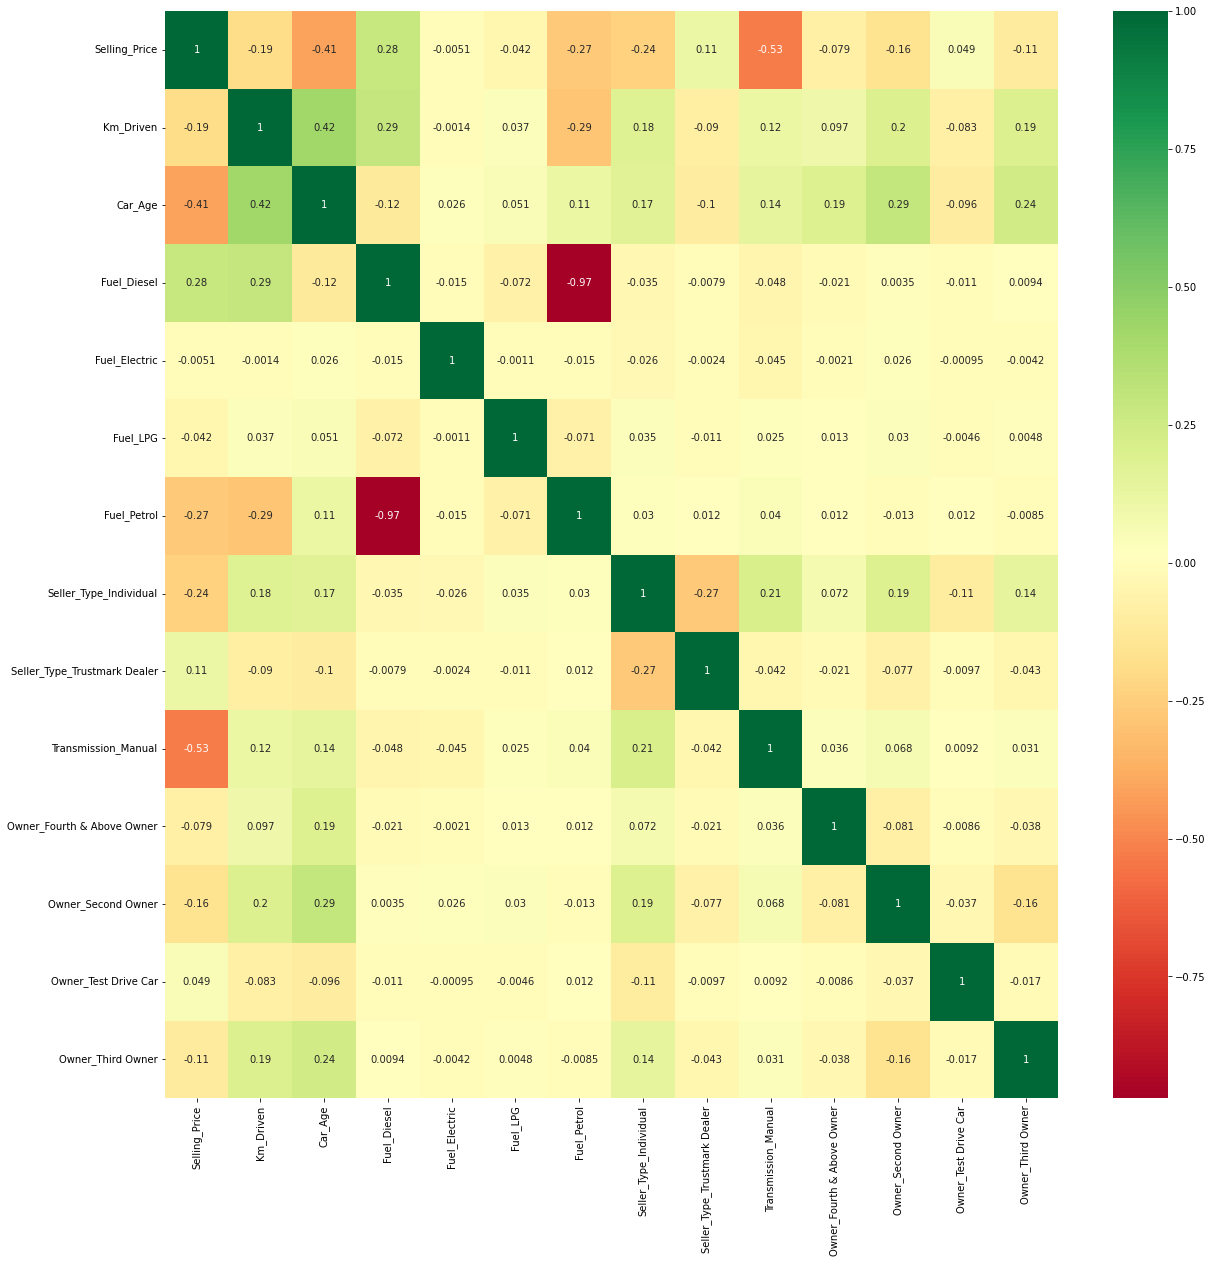 Selling_Price 1 -0.19 -0.41 0.28 -0.0051 -0.042 -0.27 -0.24 0.11 -0.53 -0.079 -0.16 0.049 -0.11
Km_Driven -0.19 1 0.42 0.29 -0.0014 0.037 -0.29 0.18 -0.09 0.12 0.097 0.2 -0.083 0.19
Car_Age -0.41 0.42 1 -0.12 0.026 0.051 0.11 0.17 -0.1 0.14 0.19 0.29 -0.096 0.24
Fuel_Diesel 0.28 0.29 -0.12 1 -0.015 -0.072 -0.97 -0.035 -0.0079 -0.048 -0.021 0.0035 -0.011 0.0094
Fuel_Electric -0.0051 -0.0014 0.026 -0.015 1 -0.0011 -0.015 -0.026 -0.0024 -0.045 -0.0021 0.026 -0.00095 -0.0042
Fuel_LPG -0.042 0.037 0.051 -0.072 -0.0011 1 -0.071 0.035 -0.011 0.025 0.013 0.03 -0.0046 0.0048
Fuel_Petrol -0.27 -0.29 0.11 -0.97 -0.015 -0.071 1 0.03 0.012 0.04 0.012 -0.013 0.012 -0.0085
Seller_Type_Individual -0.24 0.18 0.17 -0.035 -0.026 0.035 0.03 1 -0.27 0.21 0.072 0.19 -0.11 0.14
Seller_Type_Trustmark Dealer 0.11 -0.09 -0.1 -0.0079 -0.0024 -0.011 0.012 -0.27 1 -0.042 -0.021 -0.077 -0.0097 -0.043
Transmission_Manual -0.53 0.12 0.14 -0.048 -0.045 0.025 0.04 0.21 -0.042 1 0.036 0.068 0.0092 0.031
Owner_Fourth & Above Owner -0.079 0.097 0.19 -0.021 -0.0021 0.013 0.012 0.072 -0.021 0.036 1 -0.081 -0.0086 -0.038
Owner_Second Owner -0.16 0.2 0.29 0.0035 0.026 0.03 -0.013 0.19 -0.077 0.068 -0.081 1 -0.037 -0.16
Owner_Test Drive Car 0.049 -0.083 -0.096 -0.011 -0.00095 -0.0046 0.012 -0.11 -0.0097 0.0092 -0.0086 -0.037 1 -0.017
Owner_Third Owner -0.11 0.19 0.24 0.0094 -0.0042 0.0048 -0.0085 0.14 -0.043 0.031 -0.038 -0.16 -0.017 1
Selling_Price
Km_Driven
Car_Age
Fuel_Diesel
Fuel_Electric
Fuel_LPG
Fuel_Petrol
Seller_Type_Individual
Seller_Type_Trustmark Dealer
Transmission_Manual
Owner_Fourth & Above Owner
Owner_Second Owner
Owner_Test Drive Car
Owner_Third Owner
1.00
0.75
0.50
0.25
0.00
−0.25
−0.50
−0.75